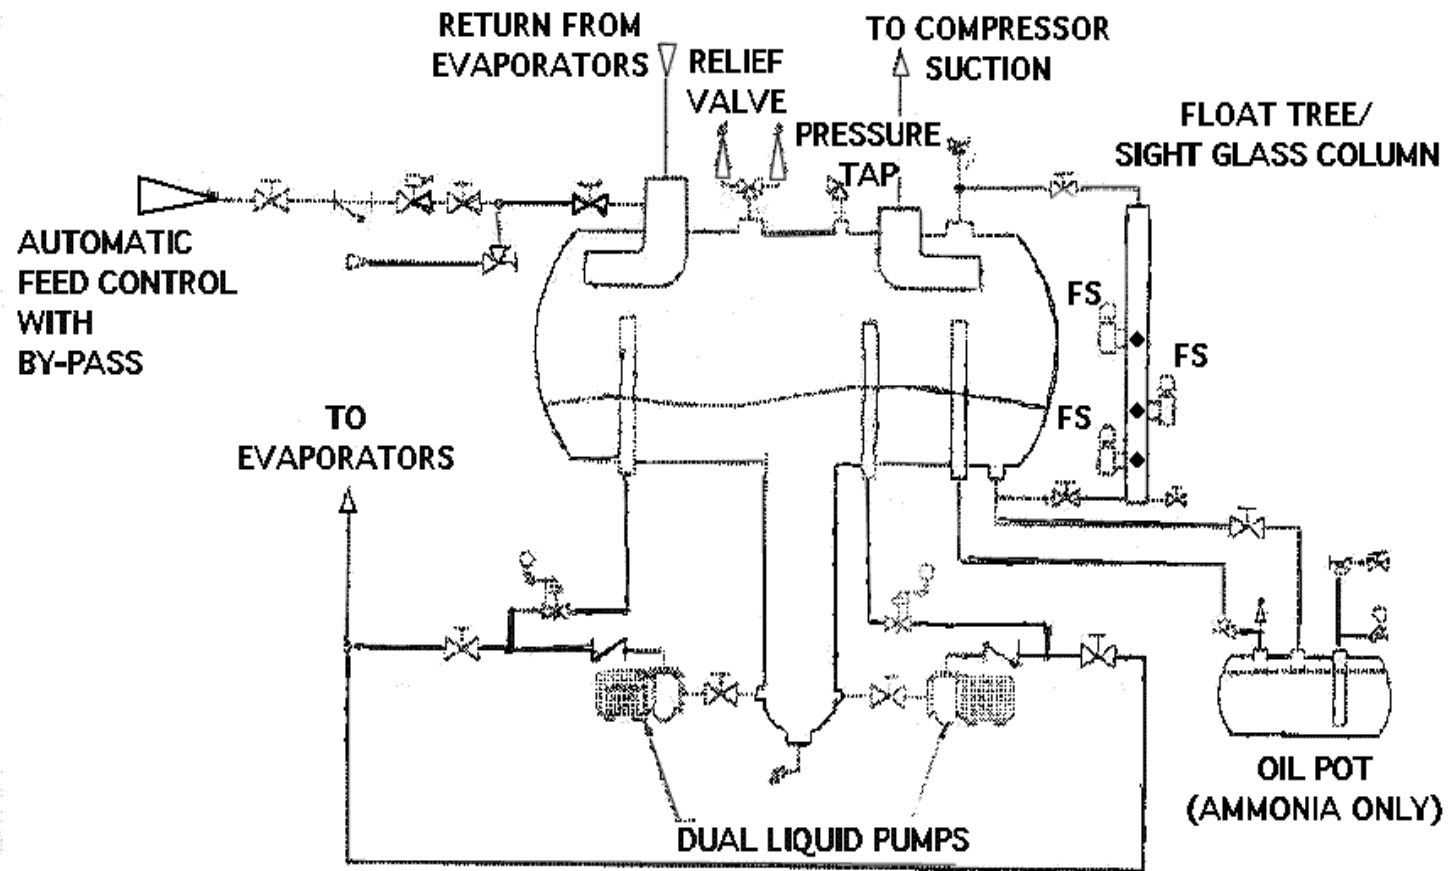 RETURN FROM
EVAPORATORS
RELIEF
VALVE
TO COMPRESSOR
SUCTION
PRESSURE
TAP
FLOAT TREE/
SIGHT GLASS COLUMN
AUTOMATIC
FEED CONTROL
WITH
BY-PASS
FS
FS
FS
TO
EVAPORATORS
OIL POT
(AMMONIA ONLY)
DUAL LIQUID PUMPS